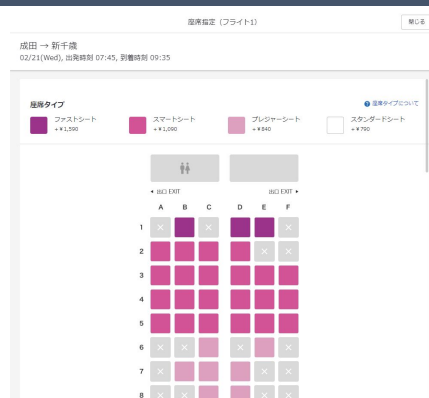 座席指定 (フライト1)
閉じる
成田 → 新千歳
02/21(Wed), 出発時刻 07:45, 到着時刻 09:35
座席タイプ
座席タイプについて
ファストシート
+￥1,590
スマートシート
+￥1,090
プレジャーシート
+￥840
スタンダードシート
+￥790
出口 EXIT
出口 EXIT
A B C D E F
1 × ×  × 
2 × ×
3
4
5
6 × × × ×
7 × × ×
8 × × × ×